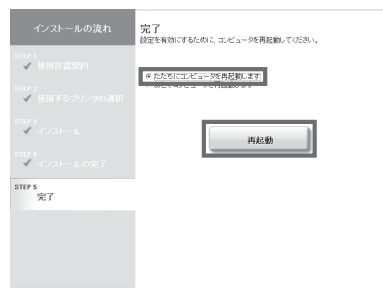 インストールの流れ
STEP 1
使用許諾契約
STEP 2
使用するプリンタの選択
STEP 3
インストール
STEP 4
インストールの完了
STEP 5
完了
完了
設定を有効にするために、コンピュータを再起動してください。
ただちにコンピュータを再起動します
再起動